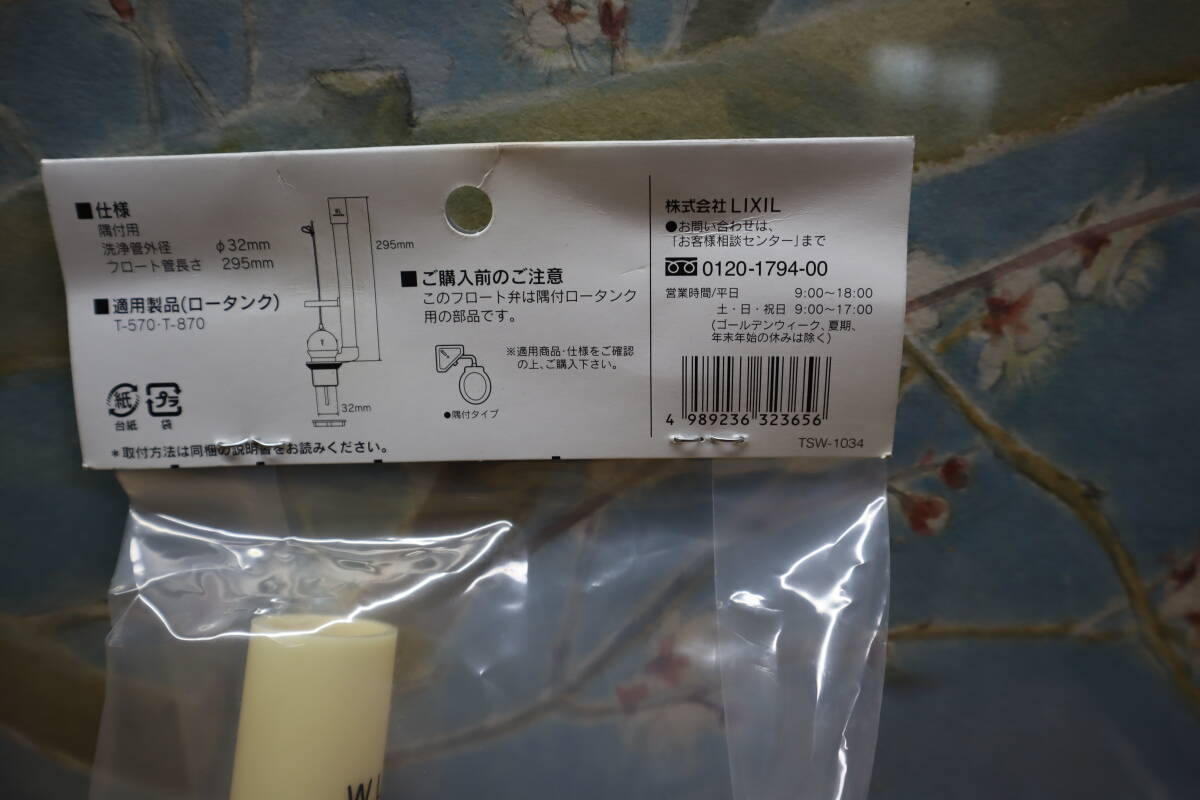 ■仕様
隅付用
洗浄管外径 φ32mm
フロート管長さ 295mm
■適用製品(ロータンク)
T-570・T-870
紙
台紙
プラ
袋
＊取付方法は同梱の説明書をお読みください。
295mm
32mm
■ご購入前のご注意
このフロート弁は隅付ロータンク
用の部品です。
※適用商品・仕様をご確認
の上、ご購入下さい。
●隅付タイプ
株式会社LIXIL
●お問い合わせは、
「お客様相談センター」まで
0120-1794-00
営業時間/平日 9:00〜18:00
土・日・祝日 9:00〜17:00
(ゴールデンウィーク、夏期、
年末年始の休みは除く)
4 989236 323656
TSW-1034